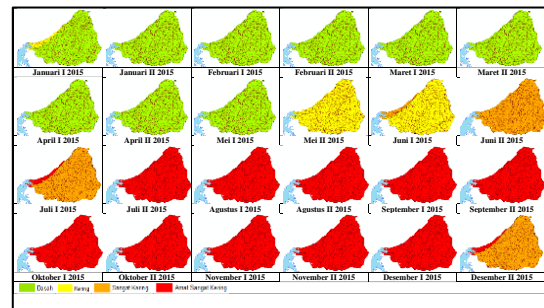 Januari I 2015 Januari II 2015 Februari I 2015 Februari II 2015 Maret I 2015 Maret II 2015
April I 2015 April II 2015 Mei I 2015 Mei II 2015 Juni I 2015 Juni II 2015
Juli I 2015 Juli II 2015 Agustus I 2015 Agustus II 2015 September I 2015 September II 2015
Oktober I 2015 Oktober II 2015 November I 2015 November II 2015 Desember I 2015 Desember II 2015
Basah Kering Sangat Kering Amat Sangat Kering